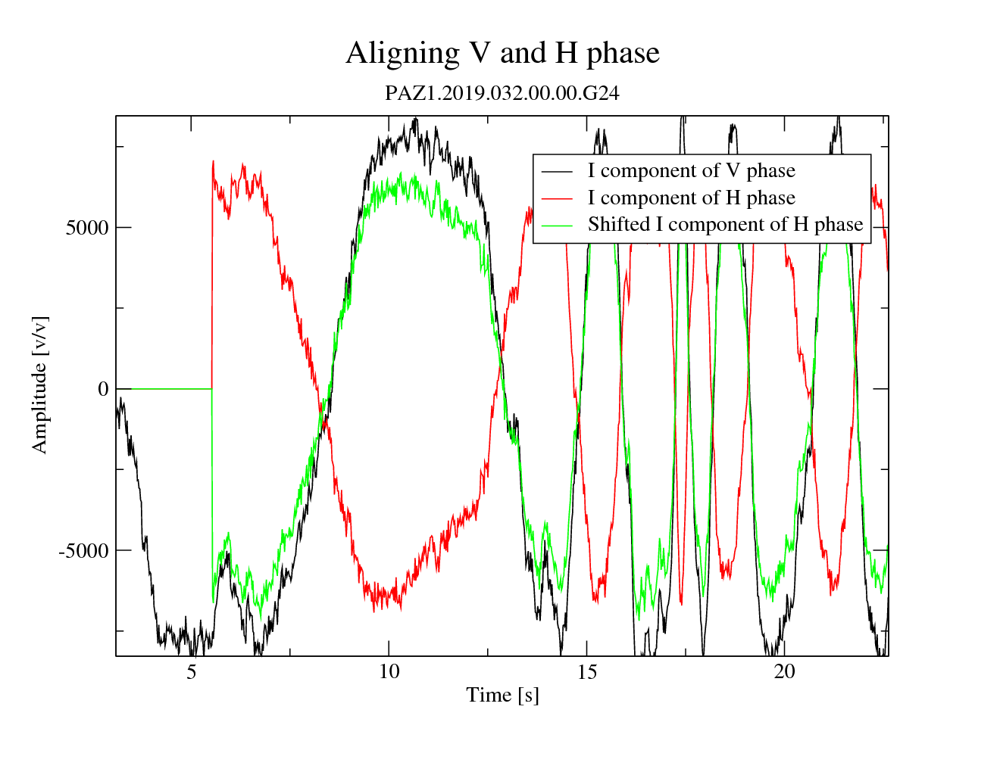 Aligning V and H phase
PAZ1.2019.032.00.00.G24
I component of V phase
I component of H phase
Shifted I component of H phase
5000
0
-5000
Amplitude [v/v]
5 10 15 20
Time [s]